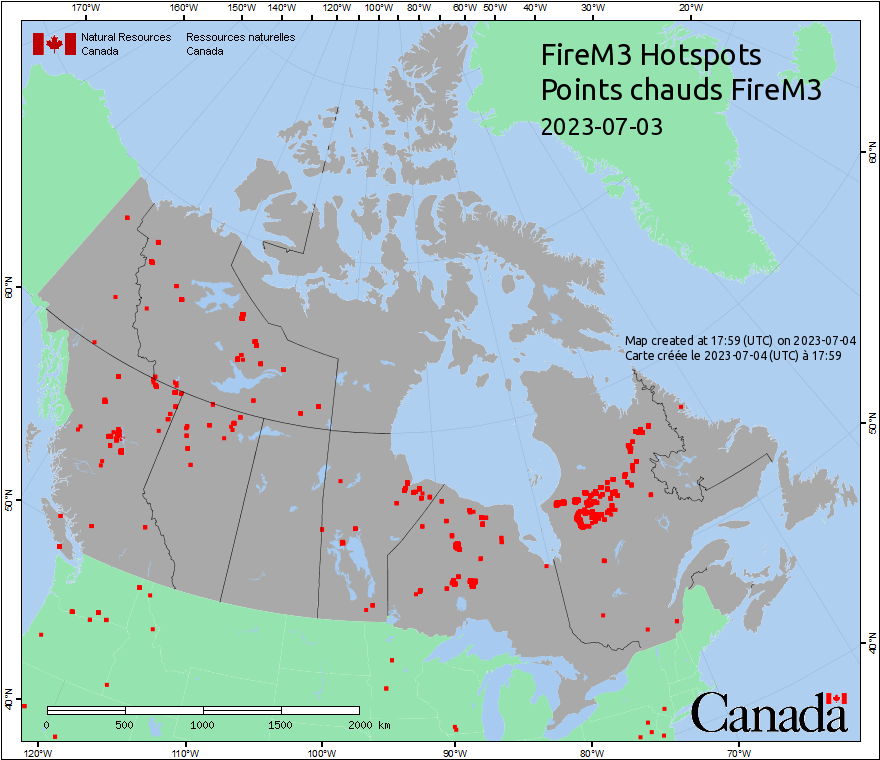 170°W 160°W 150°W 140°W 120°W 100°W 80°W 60°W 50°W 40°W 30°W 20°W
Natural Resources Ressources naturelles
Canada Canada
FireM3 Hotspots
Points chauds FireM3
2023-07-03
60°N
60°N
Map created at 17:59 (UTC) on 2023-07-04
Carte créée le 2023-07-04 (UTC) à 17:59
50°N
50°N
40°N
40°N
Canada
0 500 1000 1500 2000 km
120°W 110°W 100°W 90°W 80°W 70°W